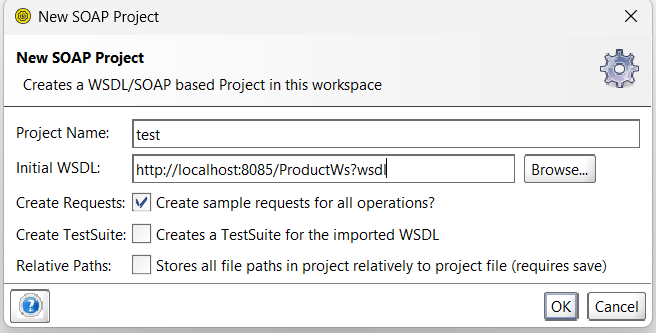 New SOAP Project
New SOAP Project
Creates a WSDL/SOAP based Project in this workspace
Project Name: test
Initial WSDL: http://localhost:8085/ProductWs?wsdl Browse...
Create Requests: Create sample requests for all operations?
Create TestSuite: Creates a TestSuite for the imported WSDL
Relative Paths: Stores all file paths in project relatively to project file (requires save)
? OK Cancel